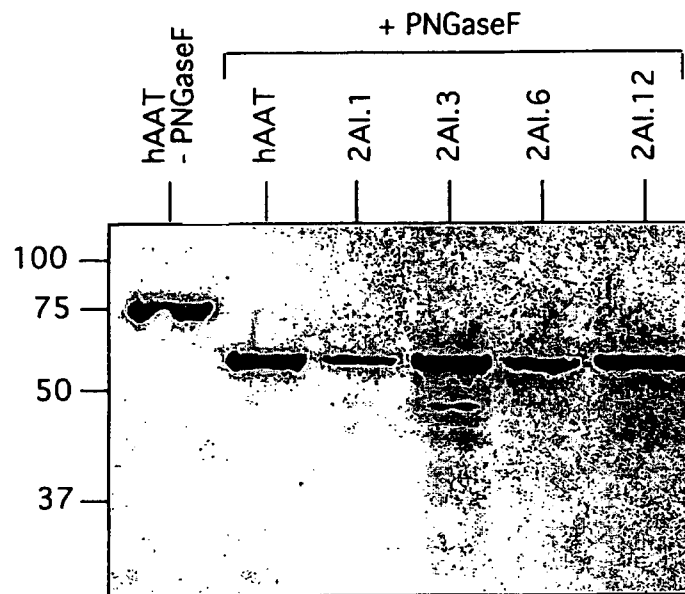 + PNGaseF
hAAT
- PNGaseF
hAAT
2AI.1
2AI.3
2AI.6
2AI.12
100
75
50
37